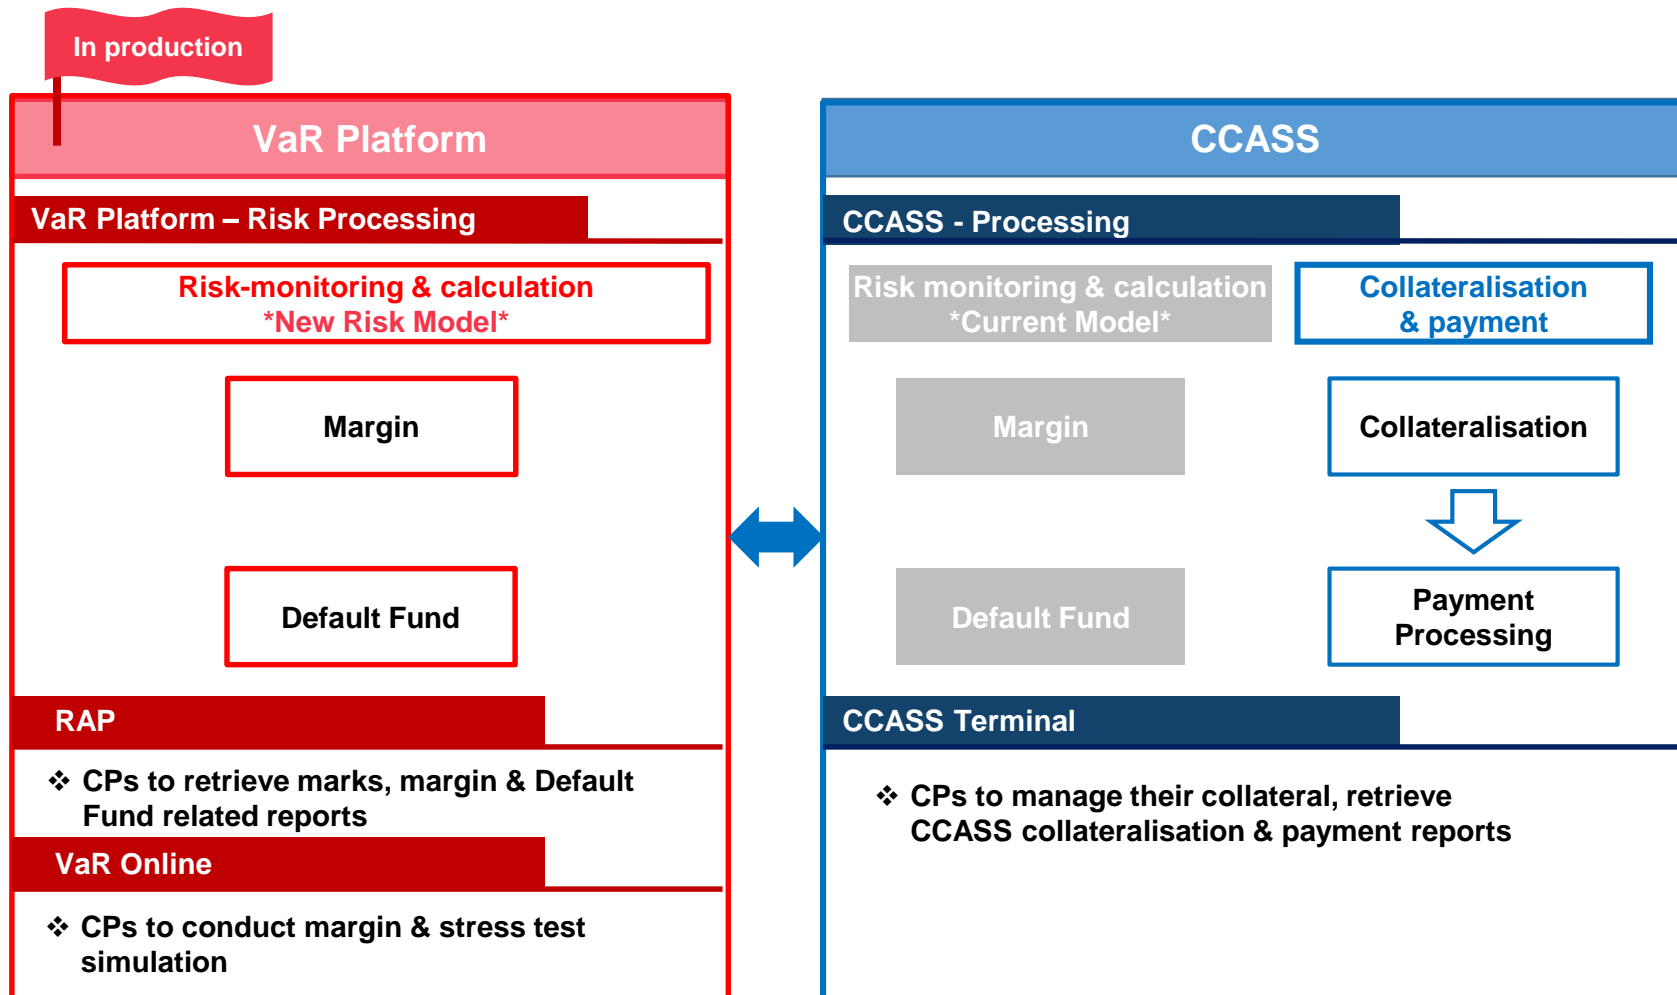 In production
VaR Platform
VaR Platform – Risk Processing
Risk-monitoring & calculation
*New Risk Model*
Margin
Default Fund
RAP
❖ CPs to retrieve marks, margin & Default
Fund related reports
VaR Online
❖ CPs to conduct margin & stress test
simulation
CCASS
CCASS - Processing
Risk monitoring & calculation
*Current Model*
Margin
Default Fund
Collateralisation
& payment
Collateralisation
Payment
Processing
CCASS Terminal
❖ CPs to manage their collateral, retrieve
CCASS collateralisation & payment reports